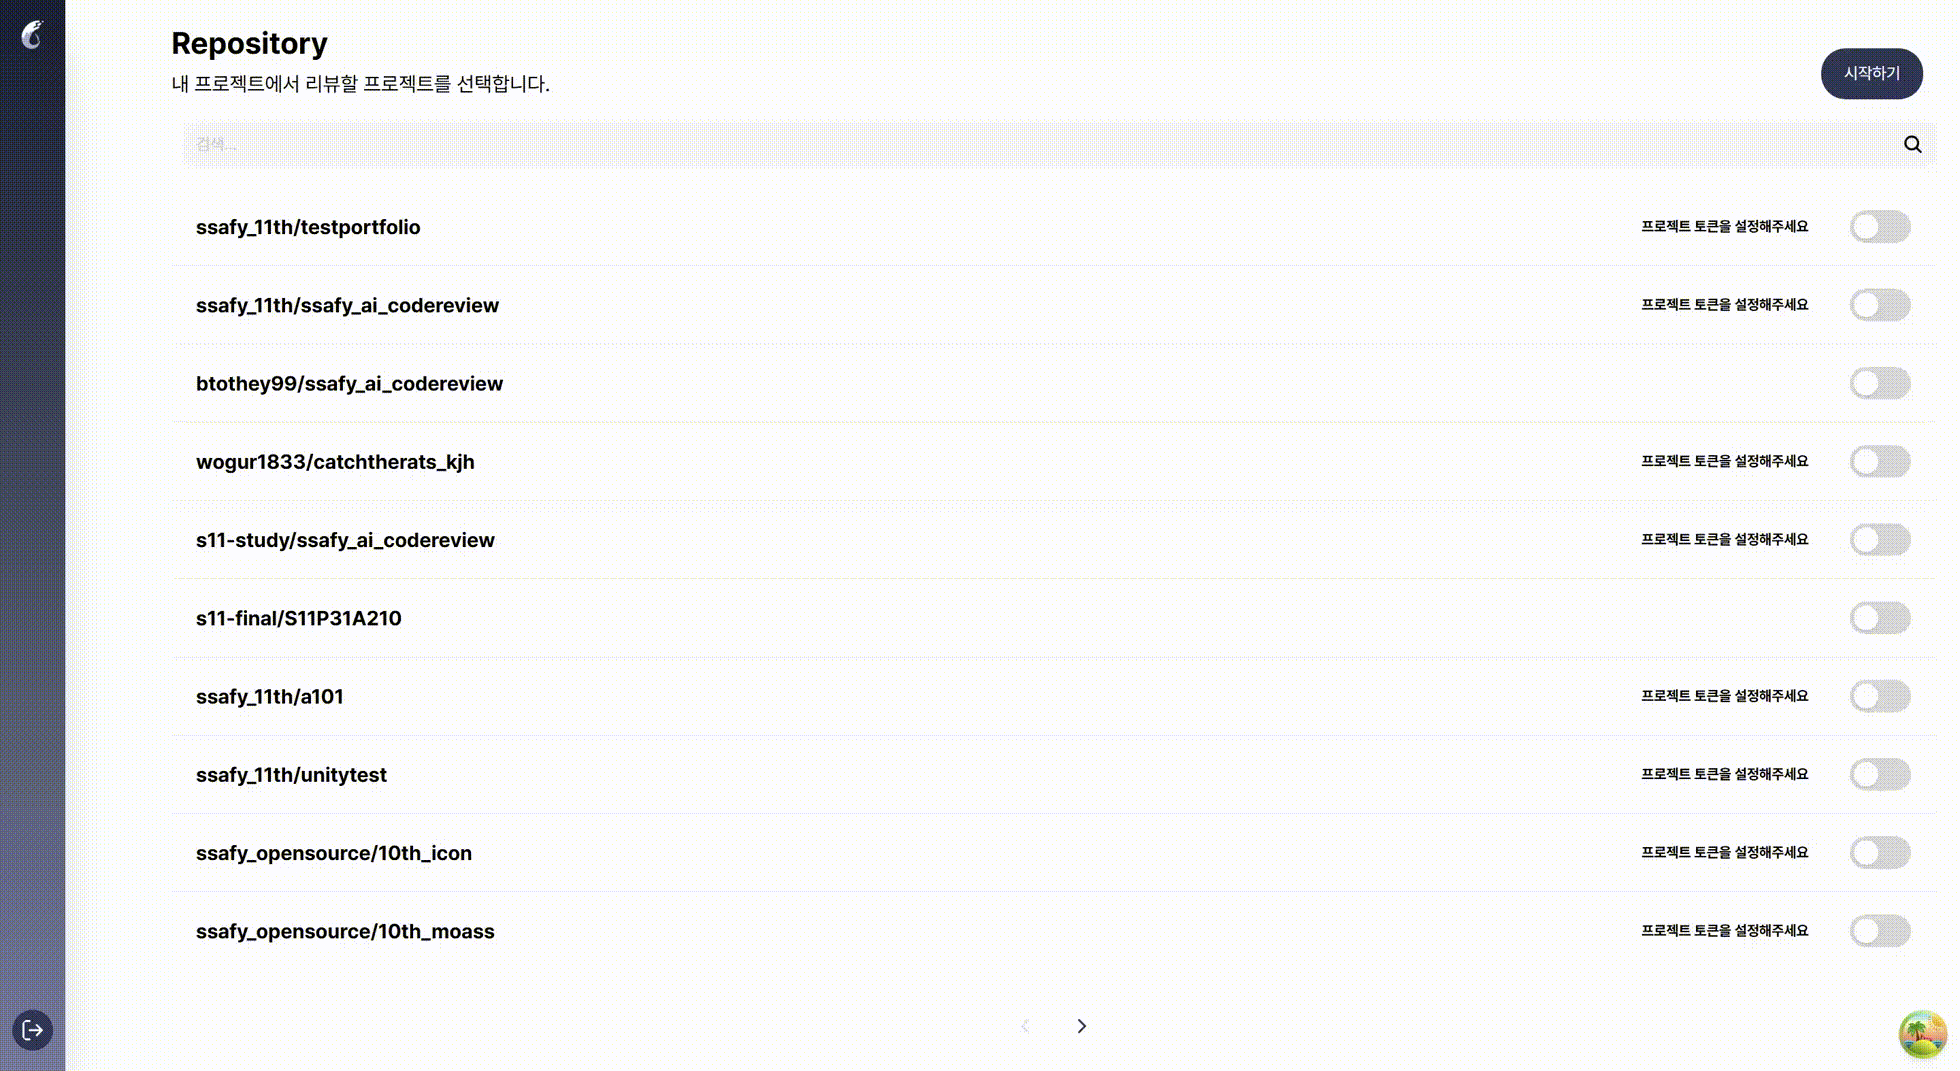 Repository
내 프로젝트에서 리뷰할 프로젝트를 선택합니다.
시작하기
검색...
ssafy_11th/testportfolio 프로젝트 토큰을 설정해주세요
ssafy_11th/ssafy_ai_codereview 프로젝트 토큰을 설정해주세요
btothey99/ssafy_ai_codereview
wogur1833/catchtherats_kjh 프로젝트 토큰을 설정해주세요
s11-study/ssafy_ai_codereview 프로젝트 토큰을 설정해주세요
s11-final/S11P31A210
ssafy_11th/a101 프로젝트 토큰을 설정해주세요
ssafy_11th/unitytest 프로젝트 토큰을 설정해주세요
ssafy_opensource/10th_icon 프로젝트 토큰을 설정해주세요
ssafy_opensource/10th_moass 프로젝트 토큰을 설정해주세요